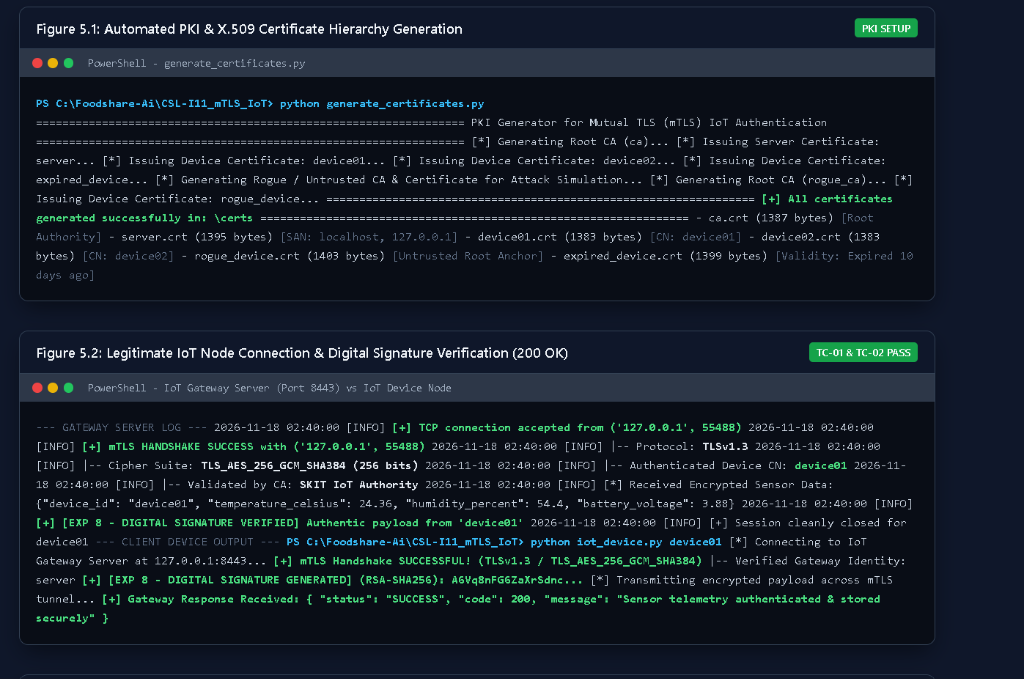 Figure 5.1: Automated PKI & X.509 Certificate Hierarchy Generation
PKI SETUP
PowerShell - generate_certificates.py
PS C:\Foodshare-Ai\CSL-I11_mTLS_IoT> python generate_certificates.py
================================================================= PKI Generator for Mutual TLS (mTLS) IoT Authentication
================================================================= [*] Generating Root CA (ca)... [*] Issuing Server Certificate:
server... [*] Issuing Device Certificate: device01... [*] Issuing Device Certificate: device02... [*] Issuing Device Certificate:
expired_device... [*] Generating Rogue / Untrusted CA & Certificate for Attack Simulation... [*] Generating Root CA (rogue_ca)... [*]
Issuing Device Certificate: rogue_device... ================================================================= [+] All certificates
generated successfully in: \certs ================================================================= - ca.crt (1387 bytes) [Root
Authority] - server.crt (1395 bytes) [SAN: localhost, 127.0.0.1] - device01.crt (1383 bytes) [CN: device01] - device02.crt (1383
bytes) [CN: device02] - rogue_device.crt (1403 bytes) [Untrusted Root Anchor] - expired_device.crt (1399 bytes) [Validity: Expired 10
days ago]
Figure 5.2: Legitimate IoT Node Connection & Digital Signature Verification (200 OK)
TC-01 & TC-02 PASS
PowerShell - IoT Gateway Server (Port 8443) vs IoT Device Node
--- GATEWAY SERVER LOG --- 2026-11-18 02:40:00 [INFO] [+] TCP connection accepted from ('127.0.0.1', 55488) 2026-11-18 02:40:00
[INFO] [+] mTLS HANDSHAKE SUCCESS with ('127.0.0.1', 55488) 2026-11-18 02:40:00 [INFO] |-- Protocol: TLSv1.3 2026-11-18 02:40:00
[INFO] |-- Cipher Suite: TLS_AES_256_GCM_SHA384 (256 bits) 2026-11-18 02:40:00 [INFO] |-- Authenticated Device CN: device01 2026-11-
18 02:40:00 [INFO] |-- Validated by CA: SKIT IoT Authority 2026-11-18 02:40:00 [INFO] [*] Received Encrypted Sensor Data:
{"device_id": "device01", "temperature_celsius": 24.36, "humidity_percent": 54.4, "battery_voltage": 3.88} 2026-11-18 02:40:00 [INFO]
[+] [EXP 8 - DIGITAL SIGNATURE VERIFIED] Authentic payload from 'device01' 2026-11-18 02:40:00 [INFO] [+] Session cleanly closed for
device01 --- CLIENT DEVICE OUTPUT --- PS C:\Foodshare-Ai\CSL-I11_mTLS_IoT> python iot_device.py device01 [*] Connecting to IoT
Gateway Server at 127.0.0.1:8443... [+] mTLS Handshake SUCCESSFUL! (TLSv1.3 / TLS_AES_256_GCM_SHA384) |-- Verified Gateway Identity:
server [+] [EXP 8 - DIGITAL SIGNATURE GENERATED] (RSA-SHA256): A6Vq8mFG6ZaXrSdnc... [*] Transmitting encrypted payload across mTLS
tunnel... [+] Gateway Response Received: { "status": "SUCCESS", "code": 200, "message": "Sensor telemetry authenticated & stored
securely" }